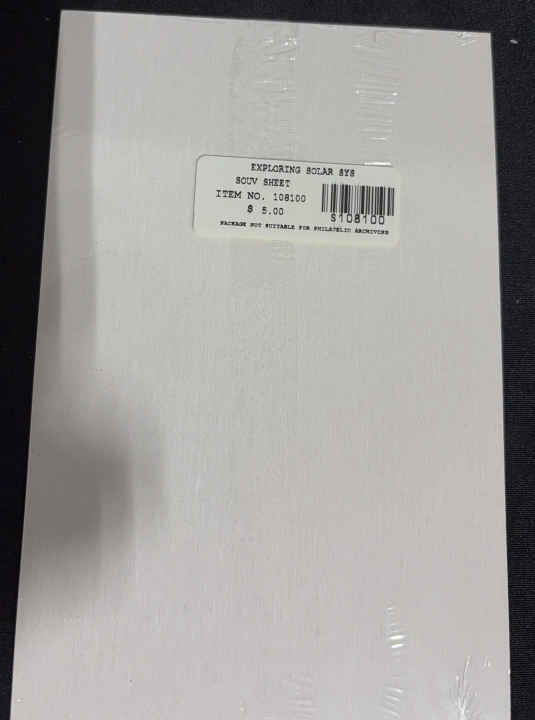 EXPLORING SOLAR SYS
SOUV SHEET
ITEM NO. 108100
$ 5.00
S108100
PACKAGE NOT SUITABLE FOR PHILATELIC ARCHIVING